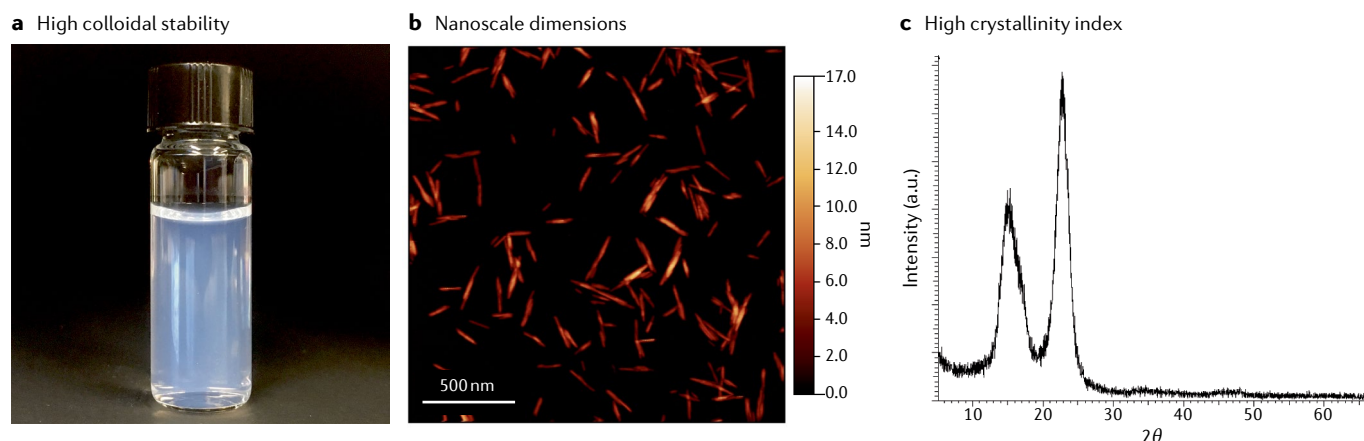 a High colloidal stability
b Nanoscale dimensions
500 nm
17.0
14.0
12.0
10.0
8.0
6.0
4.0
2.0
0.0
nm
c High crystallinity index
Intensity (a.u.)
10 20 30 40 50 60
2θ